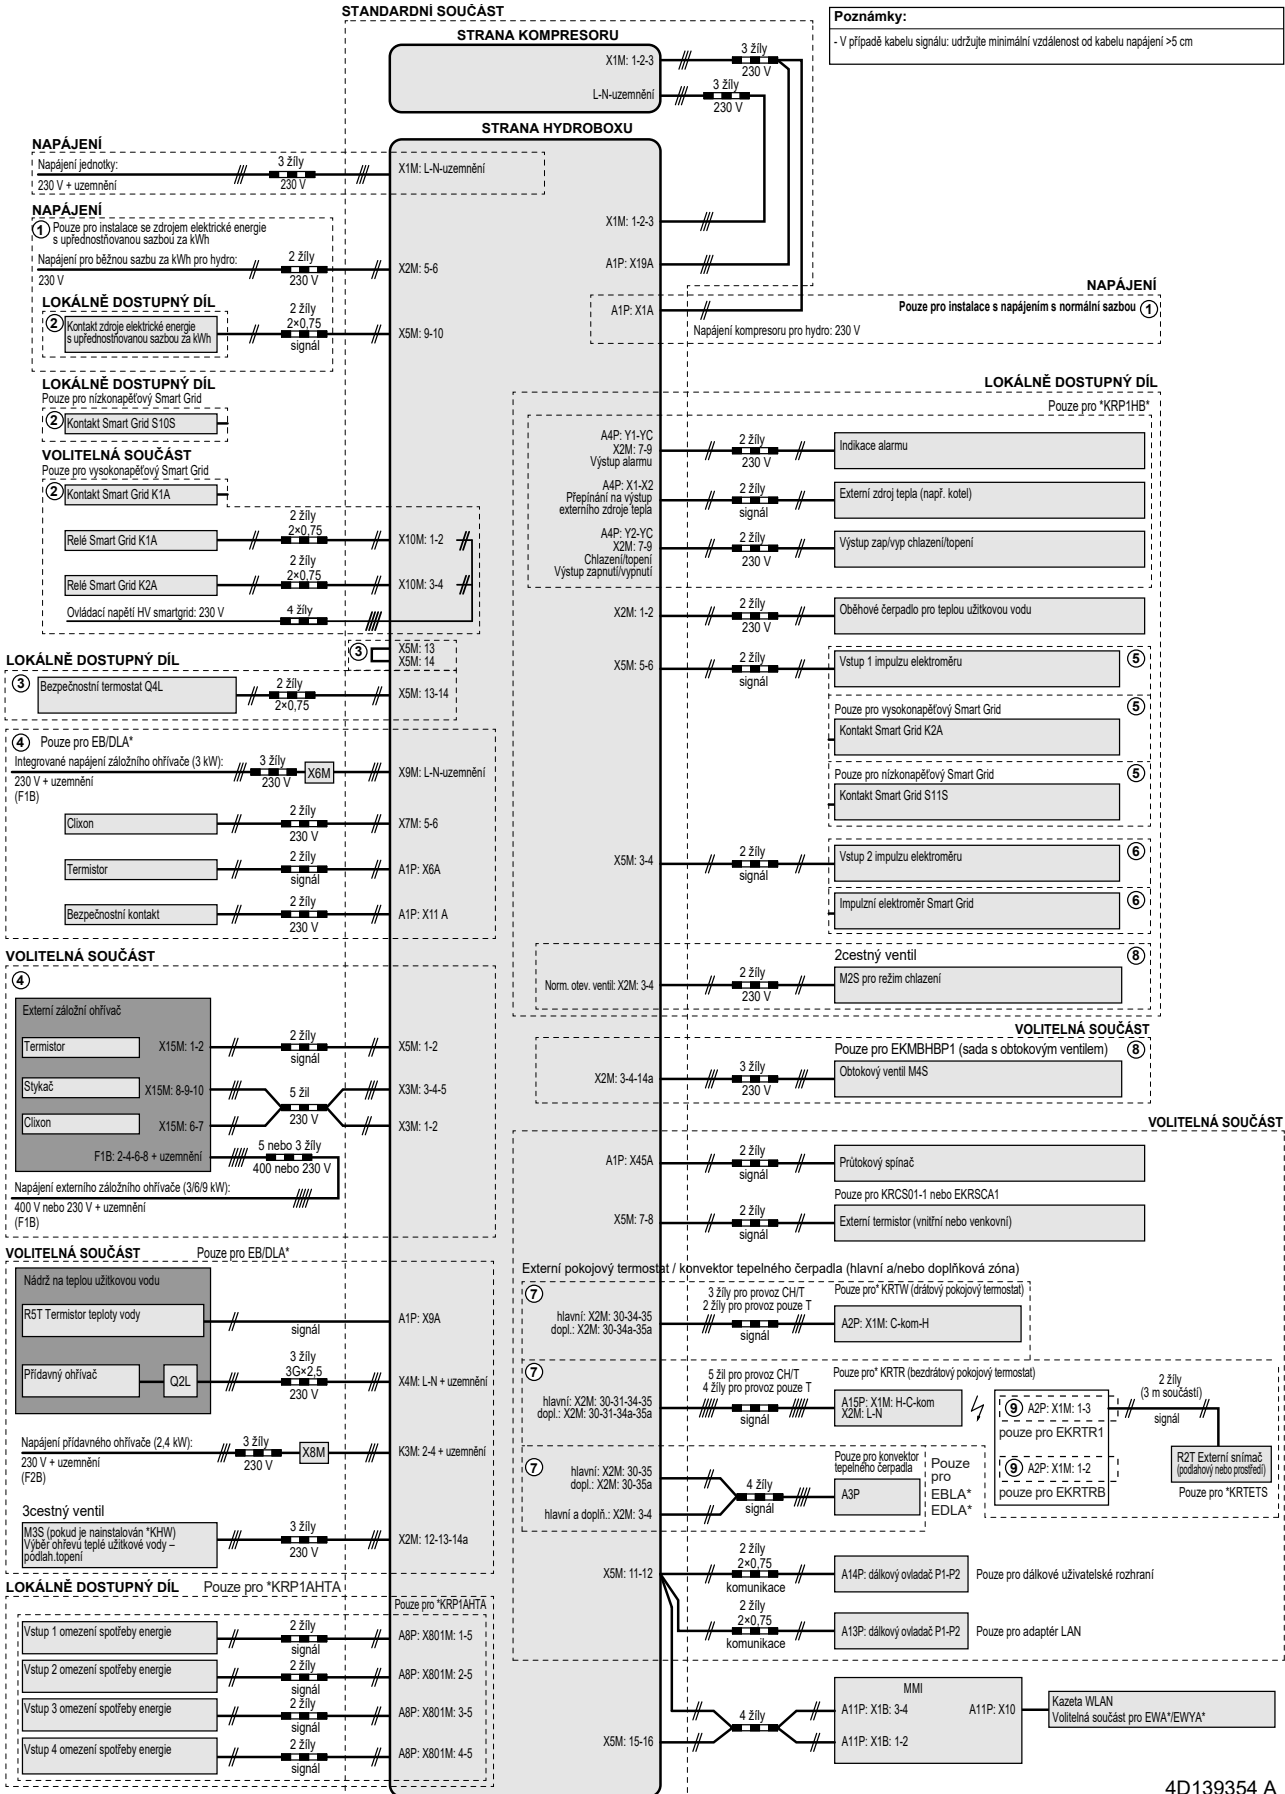 STANDARDNÍ SOUČÁST
Poznámky:
- V případě kabelu signálu: udržujte minimální vzdálenost od kabelu napájení >5 cm
STRANA KOMPRESORU
X1M: 1-2-3
3 žíly
230 V
L-N-uzemnění
3 žíly
230 V
STRANA HYDROBOXU
NAPÁJENÍ
Napájení jednotky:
230 V + uzemnění
3 žíly
230 V
X1M: L-N-uzemnění
X1M: 1-2-3
A1P: X19A
NAPÁJENÍ
1 Pouze pro instalace se zdrojem elektrické energie
s upřednostňovanou sazbou za kWh
Napájení pro běžnou sazbu za kWh pro hydro:
230 V
2 žíly
230 V
X2M: 5-6
LOKÁLNĚ DOSTUPNÝ DÍL
2 Kontakt zdroje elektrické energie
s upřednostňovanou sazbou za kWh
2 žíly
2×0,75
signál
X5M: 9-10
NAPÁJENÍ
A1P: X1A
Pouze pro instalace s napájením s normální sazbou 1
Napájení kompresoru pro hydro: 230 V
LOKÁLNĚ DOSTUPNÝ DÍL
Pouze pro nízkonapěťový Smart Grid
2 Kontakt Smart Grid S10S
VOLITELNÁ SOUČÁST
Pouze pro vysokonapěťový Smart Grid
2 Kontakt Smart Grid K1A
Relé Smart Grid K1A
2 žíly
2×0,75
X10M: 1-2
Relé Smart Grid K2A
2 žíly
2×0,75
X10M: 3-4
Ovládací napětí HV smartgrid: 230 V
4 žíly
3
X5M: 13
X5M: 14
LOKÁLNĚ DOSTUPNÝ DÍL
3
Bezpečnostní termostat Q4L
2 žíly
2×0,75
X5M: 13-14
4 Pouze pro EB/DLA*
Integrované napájení záložního ohřívače (3 kW):
230 V + uzemnění
(F1B)
3 žíly
230 V
X6M
X9M: L-N-uzemnění
Clixon
2 žíly
230 V
X7M: 5-6
Termistor
2 žíly
signál
A1P: X6A
Bezpečnostní kontakt
2 žíly
230 V
A1P: X11 A
VOLITELNÁ SOUČÁST
4
Externí záložní ohřívač
Termistor
X15M: 1-2
2 žíly
signál
X5M: 1-2
Stykač
X15M: 8-9-10
5 žil
230 V
X3M: 3-4-5
Clixon
X15M: 6-7
X3M: 1-2
F1B: 2-4-6-8 + uzemnění
5 nebo 3 žíly
400 nebo 230 V
Napájení externího záložního ohřívače (3/6/9 kW):
400 V nebo 230 V + uzemnění
(F1B)
VOLITELNÁ SOUČÁST
Pouze pro EB/DLA*
Nádrž na teplou užitkovou vodu
R5T Termistor teploty vody
signál
A1P: X9A
Přídavný ohřívač
Q2L
3 žíly
3G×2,5
230 V
X4M: L-N + uzemnění
Napájení přídavného ohřívače (2,4 kW):
230 V + uzemnění
(F2B)
3 žíly
230 V
X8M
K3M: 2-4 + uzemnění
3cestný ventil
M3S (pokud je nainstalován *KHW)
Výběr ohřevu teplé užitkové vody –
podlah.topení
3 žíly
230 V
X2M: 12-13-14a
LOKÁLNĚ DOSTUPNÝ DÍL
Pouze pro *KRP1AHTA
Pouze pro *KRP1AHTA
Vstup 1 omezení spotřeby energie
2 žíly
signál
A8P: X801M: 1-5
Vstup 2 omezení spotřeby energie
2 žíly
signál
A8P: X801M: 2-5
Vstup 3 omezení spotřeby energie
2 žíly
signál
A8P: X801M: 3-5
Vstup 4 omezení spotřeby energie
2 žíly
signál
A8P: X801M: 4-5
LOKÁLNĚ DOSTUPNÝ DÍL
Pouze pro *KRP1HB*
A4P: Y1-YC
X2M: 7-9
Výstup alarmu
2 žíly
230 V
Indikace alarmu
A4P: X1-X2
Přepínání na výstup
externího zdroje tepla
2 žíly
signál
Externí zdroj tepla (např. kotel)
A4P: Y2-YC
X2M: 7-9
Chlazení/topení
Výstup zapnutí/vypnutí
2 žíly
230 V
Výstup zap/vyp chlazení/topení
X2M: 1-2
2 žíly
230 V
Oběhové čerpadlo pro teplou užitkovou vodu
X5M: 5-6
2 žíly
signál
Vstup 1 impulzu elektroměru
5
Pouze pro vysokonapěťový Smart Grid
5
Kontakt Smart Grid K2A
Pouze pro nízkonapěťový Smart Grid
5
Kontakt Smart Grid S11S
X5M: 3-4
2 žíly
signál
Vstup 2 impulzu elektroměru
6
Impulzní elektroměr Smart Grid
6
2cestný ventil
8
Norm. otev. ventil: X2M: 3-4
2 žíly
230 V
M2S pro režim chlazení
VOLITELNÁ SOUČÁST
Pouze pro EKMBHBP1 (sada s obtokovým ventilem)
8
X2M: 3-4-14a
3 žíly
230 V
Obtokový ventil M4S
VOLITELNÁ SOUČÁST
A1P: X45A
2 žíly
signál
Průtokový spínač
Pouze pro KRCS01-1 nebo EKRSCA1
X5M: 7-8
2 žíly
signál
Externí termistor (vnitřní nebo venkovní)
Externí pokojový termostat / konvektor tepelného čerpadla (hlavní a/nebo doplňková zóna)
7
hlavní: X2M: 30-34-35
dopl.: X2M: 30-34a-35a
3 žíly pro provoz CH/T
2 žíly pro provoz pouze T
signál
Pouze pro* KRTW (drátový pokojový termostat)
A2P: X1M: C-kom-H
7
hlavní: X2M: 30-31-34-35
dopl.: X2M: 30-31-34a-35a
5 žil pro provoz CH/T
4 žíly pro provoz pouze T
signál
Pouze pro* KRTR (bezdrátový pokojový termostat)
A15P: X1M: H-C-kom
X2M: L-N
9 A2P: X1M: 1-3
pouze pro EKRTR1
9 A2P: X1M: 1-2
pouze pro EKRTRB
2 žíly
(3 m součástí)
signál
R2T Externí snímač
(podlahový nebo prostředí)
Pouze pro *KRTETS
7
hlavní: X2M: 30-35
dopl.: X2M: 30-35a
hlavní a doplň.: X2M: 3-4
4 žíly
signál
Pouze pro konvektor
tepelného čerpadla
A3P
Pouze
pro
EBLA*
EDLA*
X5M: 11-12
2 žíly
2×0,75
komunikace
A14P: dálkový ovladač P1-P2
Pouze pro dálkové uživatelské rozhraní
2 žíly
2×0,75
komunikace
A13P: dálkový ovladač P1-P2
Pouze pro adaptér LAN
X5M: 15-16
4 žíly
MMI
A11P: X1B: 3-4
A11P: X1B: 1-2
A11P: X10
Kazeta WLAN
Volitelná součást pro EWA*/EWYA*
4D139354 A